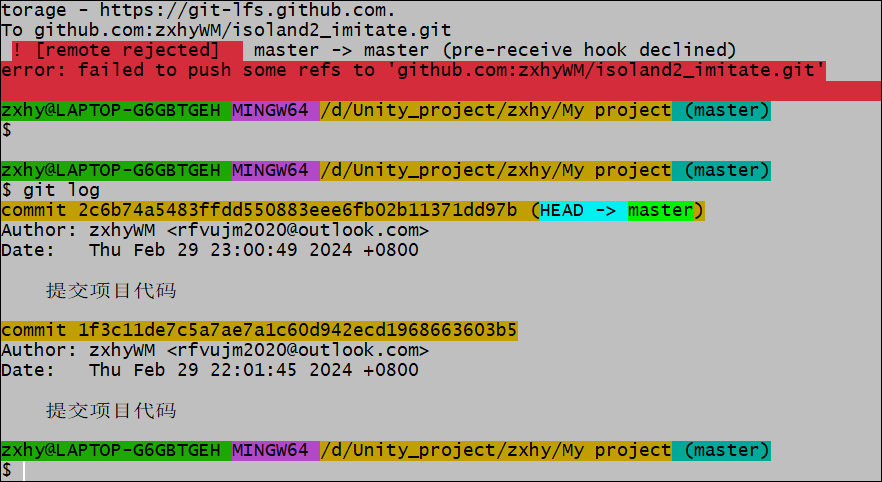 torage - https://git-lfs.github.com.
To github.com:zxhyWM/isoland2_imitate.git
! [remote rejected] master -> master (pre-receive hook declined)
error: failed to push some refs to 'github.com:zxhyWM/isoland2_imitate.git'
zxhy@LAPTOP-G6GBTGEH MINGW64 /d/Unity_project/zxhy/My project (master)
$
zxhy@LAPTOP-G6GBTGEH MINGW64 /d/Unity_project/zxhy/My project (master)
$ git log
commit 2c6b74a5483ffdd550883eee6fb02b11371dd97b (HEAD -> master)
Author: zxhyWM <rfvujm2020@outlook.com>
Date:   Thu Feb 29 23:00:49 2024 +0800
提交项目代码
commit 1f3c11de7c5a7ae7a1c60d942ecd1968663603b5
Author: zxhyWM <rfvujm2020@outlook.com>
Date:   Thu Feb 29 22:01:45 2024 +0800
提交项目代码
zxhy@LAPTOP-G6GBTGEH MINGW64 /d/Unity_project/zxhy/My project (master)
$